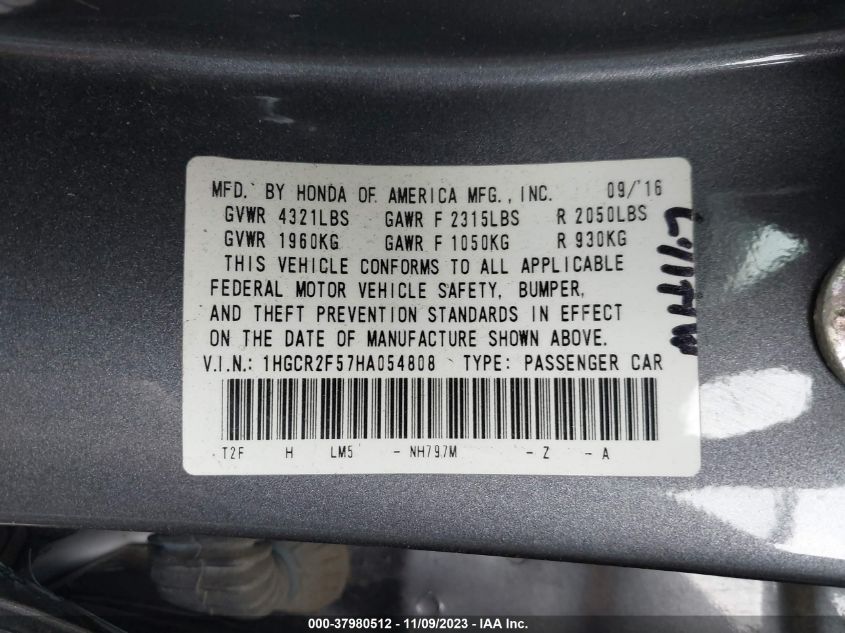 MFD. BY HONDA OF AMERICA MFG., INC. 09/16
GVWR 4321LBS GAWR F 2315LBS R 2050LBS
GVWR 1960KG GAWR F 1050KG R 930KG
THIS VEHICLE CONFORMS TO ALL APPLICABLE
FEDERAL MOTOR VEHICLE SAFETY, BUMPER,
AND THEFT PREVENTION STANDARDS IN EFFECT
ON THE DATE OF MANUFACTURE SHOWN ABOVE.
V.I.N.: 1HGCR2F57HA054808 TYPE: PASSENGER CAR
T2F H LM5 - NH797M - Z - A
000-37980512 - 11/09/2023 - IAA Inc.